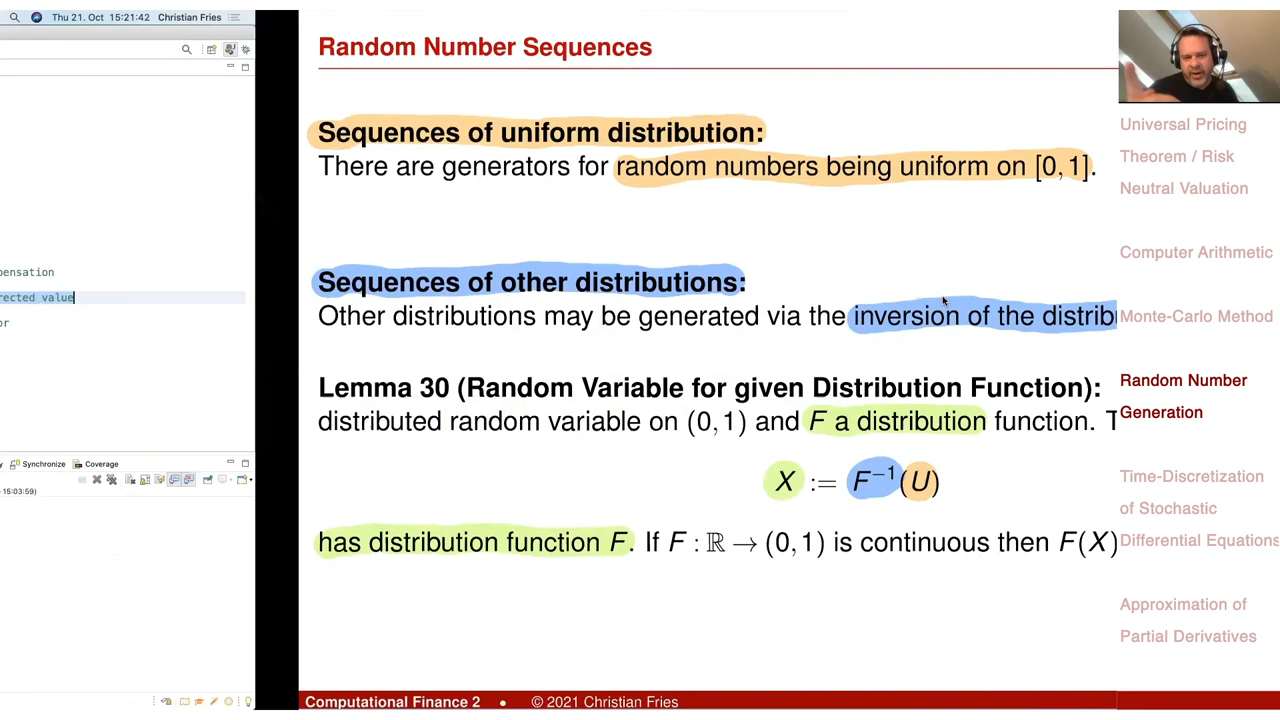 Thu 21. Oct 15:21:42 Christian Fries
pensation
rected value
or
Synchronize Coverage
15:03:59)
Random Number Sequences
Sequences of uniform distribution:
There are generators for random numbers being uniform on [0, 1].
Sequences of other distributions:
Other distributions may be generated via the inversion of the distrib
Lemma 30 (Random Variable for given Distribution Function):
distributed random variable on (0, 1) and F a distribution function. T
X := F⁻¹(U)
has distribution function F. If F : ℝ → (0, 1) is continuous then F(X)
Computational Finance 2 • © 2021 Christian Fries
Universal Pricing
Theorem / Risk
Neutral Valuation
Computer Arithmetic
Monte-Carlo Method
Random Number
Generation
Time-Discretization
of Stochastic
Differential Equations
Approximation of
Partial Derivatives